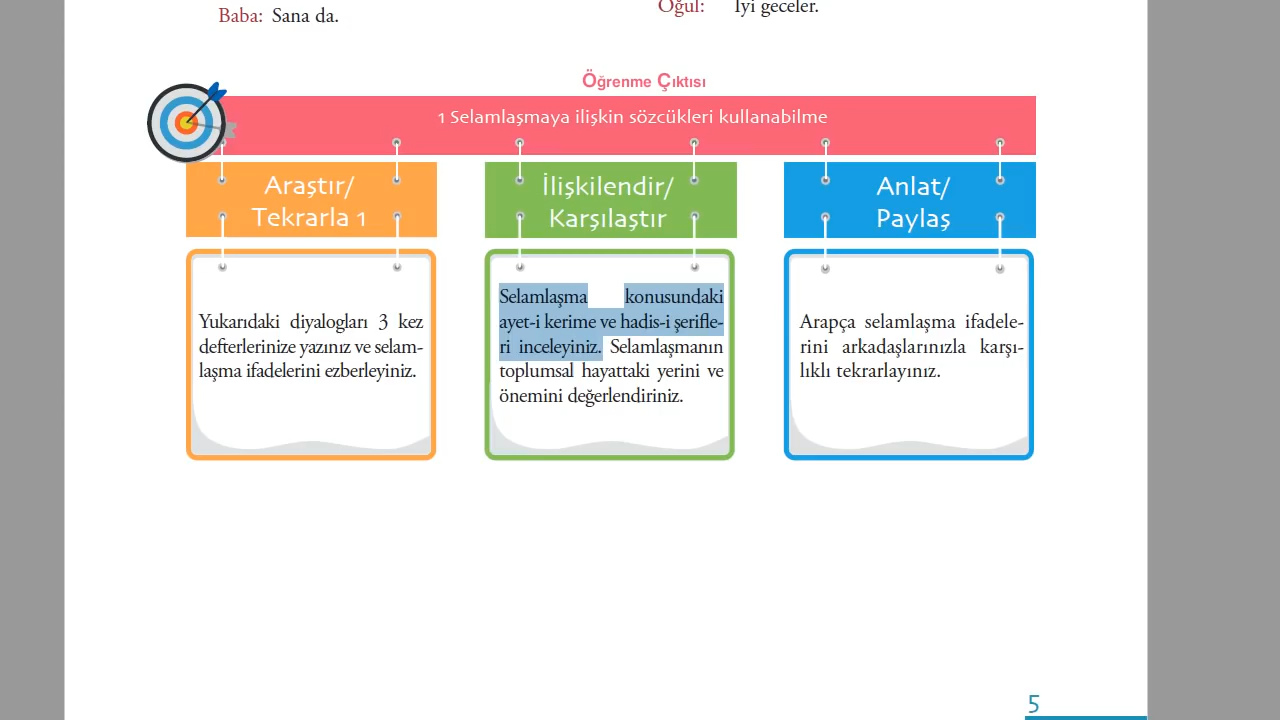 Baba: Sana da.
Oğul: İyi geceler.
Öğrenme Çıktısı
1 Selamlaşmaya ilişkin sözcükleri kullanabilme
Araştır/
Tekrarla 1
Yukarıdaki diyalogları 3 kez
defterlerinize yazınız ve selam-
laşma ifadelerini ezberleyiniz.
İlişkilendir/
Karşılaştır
Selamlaşma konusundaki
ayet-i kerime ve hadis-i şerifle-
ri inceleyiniz. Selamlaşmanın
toplumsal hayattaki yerini ve
önemini değerlendiriniz.
Anlat/
Paylaş
Arapça selamlaşma ifadele-
rini arkadaşlarınızla karşı-
lıklı tekrarlayınız.
5